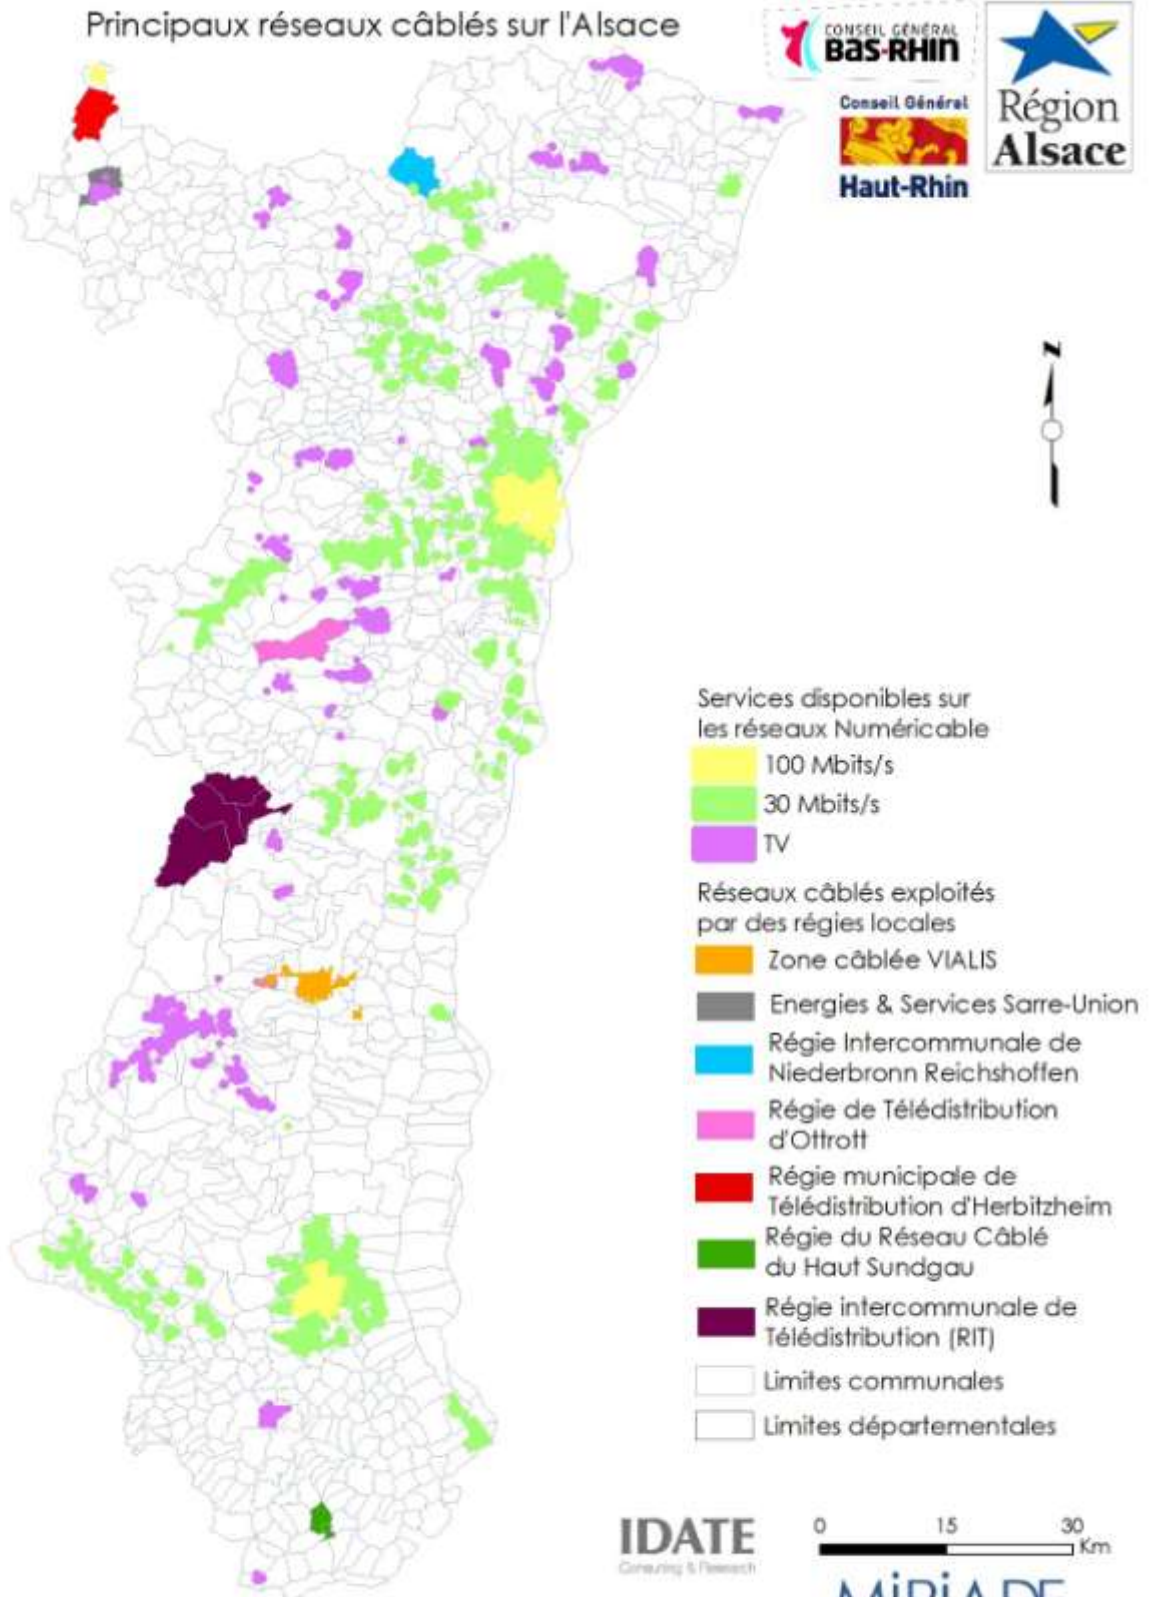 Principaux réseaux câblés sur l'Alsace
CONSEIL GÉNÉRAL
BAS-RHIN
Conseil Général
Haut-Rhin
Région
Alsace
z
Services disponibles sur
les réseaux Numéricable
100 Mbits/s
30 Mbits/s
TV
Réseaux câblés exploités
par des régies locales
Zone câblée VIALIS
Energies & Services Sarre-Union
Régie Intercommunale de
Niederbronn Reichshoffen
Régie de Télédistribution
d'Ottrott
Régie municipale de
Télédistribution d'Herbitzheim
Régie du Réseau Câblé
du Haut Sundgau
Régie intercommunale de
Télédistribution (RIT)
Limites communales
Limites départementales
IDATE
Consulting & Research
0 15 30
Km
MiRiADE